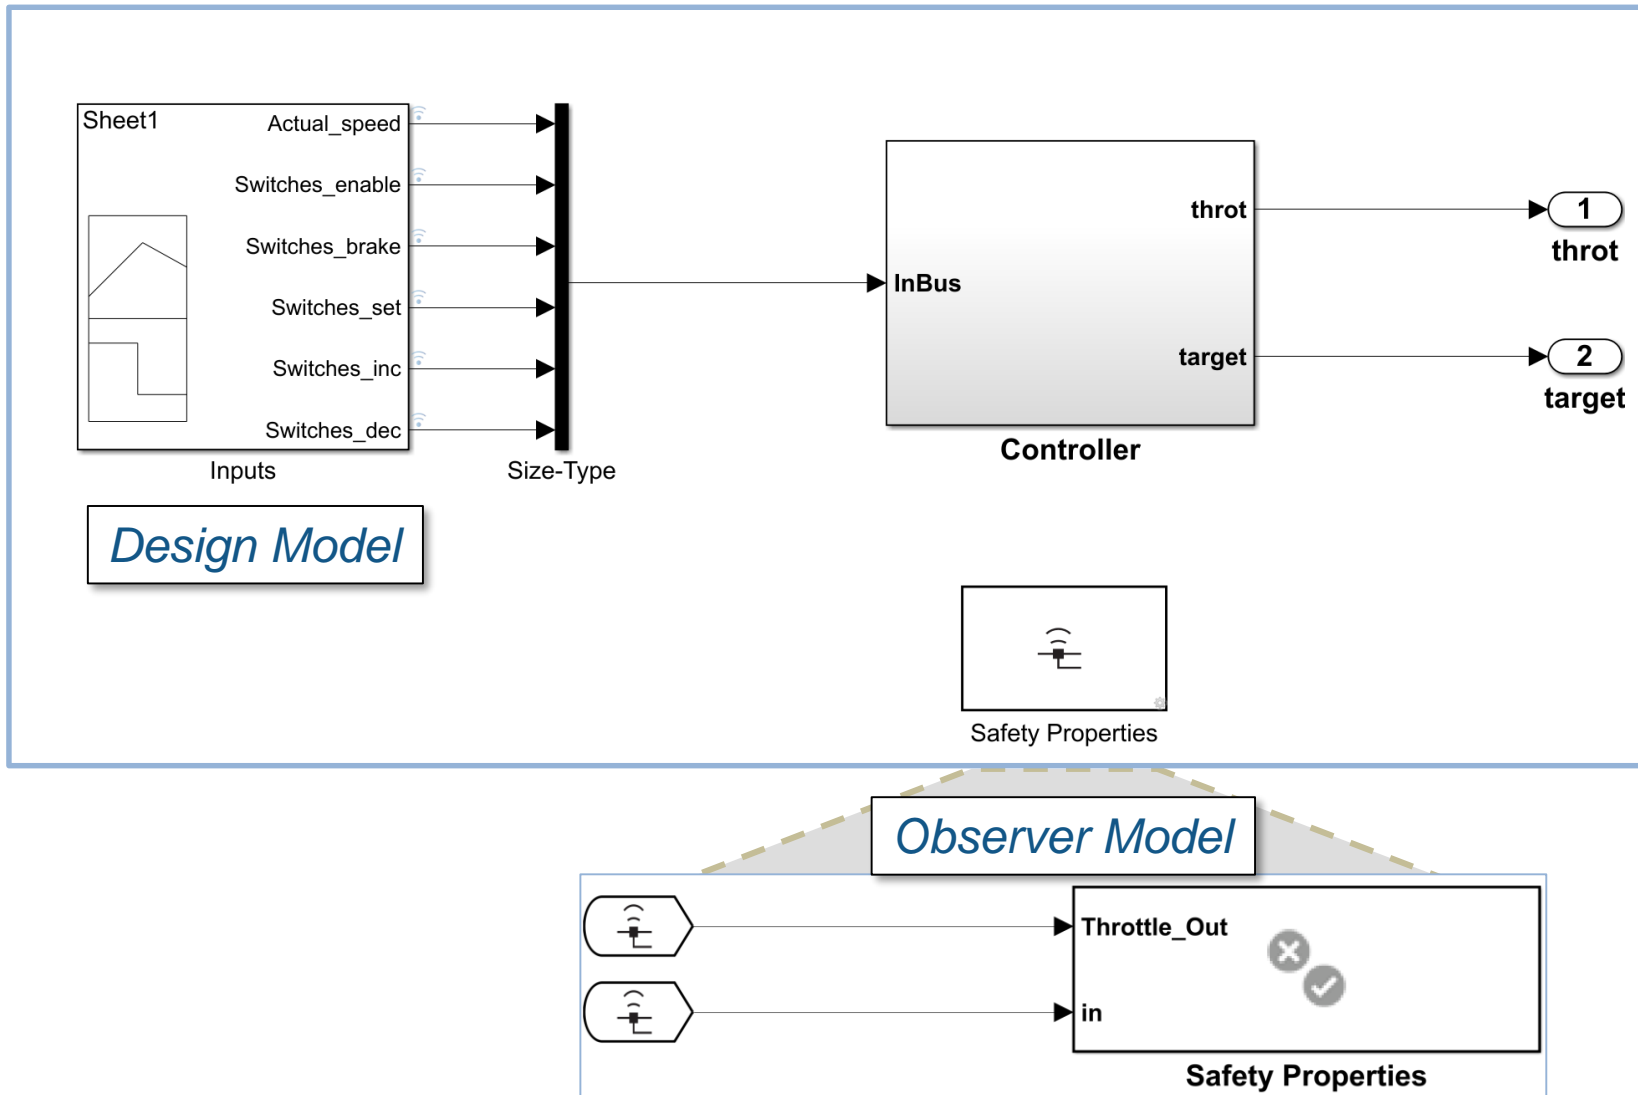 Sheet1
Actual_speed
Switches_enable
Switches_brake
Switches_set
Switches_inc
Switches_dec
Inputs
Size-Type
InBus
throt
target
Controller
1
throt
2
target
Design Model
Safety Properties
Observer Model
Throttle_Out
in
Safety Properties